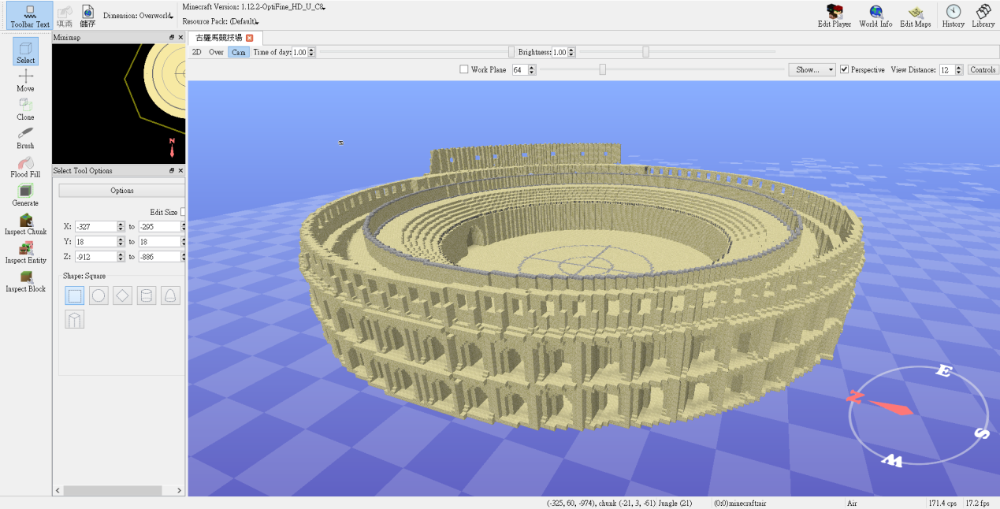 Toolbar Text
填滿
儲存
Dimension: Overworld
Minecraft Version: 1.12.2-OptiFine_HD_U_C8
Resource Pack: (Default)
Edit Player
World Info
Edit Maps
History
Library
Select
Move
Clone
Brush
Flood Fill
Generate
Inspect Chunk
Inspect Entity
Inspect Block
Minimap
N
Select Tool Options
Options
Edit Size
X: -327 to -295
Y: 18 to 18
Z: -912 to -886
Shape: Square
古羅馬競技場
2D Over Cam Time of day: 1.00 Brightness: 1.00
Work Plane 64 Show... Perspective View Distance: 12 Controls
E
N
S
W
(-325, 60, -974), chunk (-21, 3, -61) Jungle (21) (0:0)minecraft:air Air 171.4 cps 17.2 fps